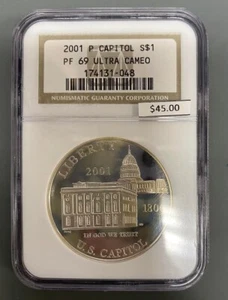 2001 P CAPITOL S$1
PF 69 ULTRA CAMEO
174131-048
NUMISMATIC GUARANTY CORPORATION
$45.00
LIBERTY
2001
1800
IN GOD WE TRUST
U.S. CAPITOL